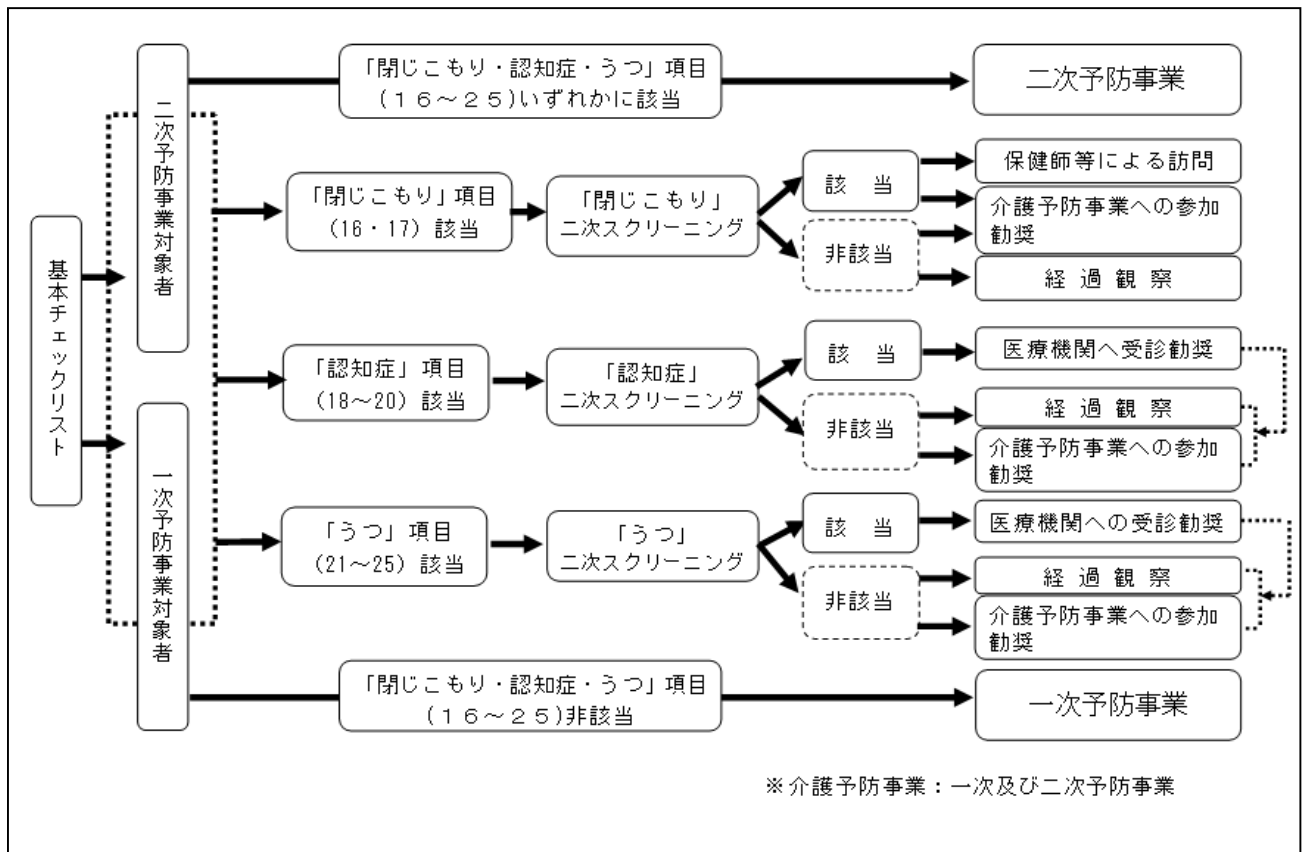 基本チェックリスト
二次予防事業対象者
一次予防事業対象者
「閉じこもり・認知症・うつ」項目
(１６～２５)いずれかに該当
二次予防事業
「閉じこもり」項目
(16・17) 該当
「閉じこもり」
二次スクリーニング
該　当
非該当
保健師等による訪問
介護予防事業への参加
勧奨
経 過 観 察
「認知症」項目
(18～20) 該当
「認知症」
二次スクリーニング
該　当
非該当
医療機関へ受診勧奨
経 過 観 察
介護予防事業への参加
勧奨
「うつ」項目
(21～25) 該当
「うつ」
二次スクリーニング
該　当
非該当
医療機関への受診勧奨
経 過 観 察
介護予防事業への参加
勧奨
「閉じこもり・認知症・うつ」項目
(１６～２５)非該当
一次予防事業
※介護予防事業：一次及び二次予防事業